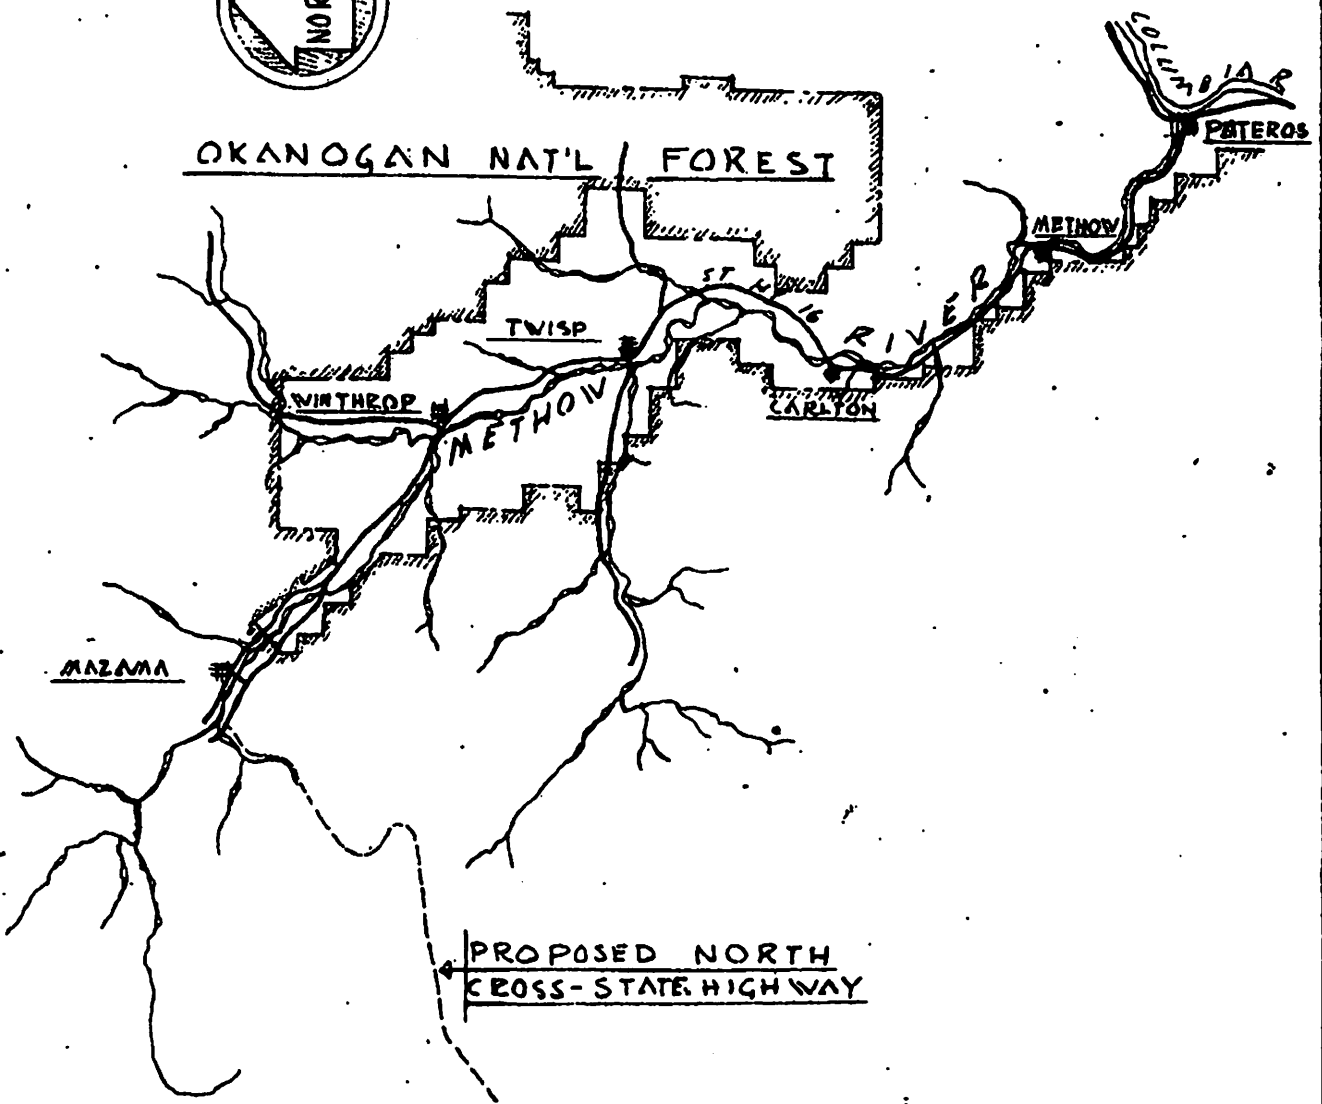 NOR
COLUMBIA R
PATEROS
OKANOGAN NAT'L FOREST
METHOW
ST H 16
TWISP
METHOW RIVER
WINTHROP
CARLTON
MAZAMA
PROPOSED NORTH
CROSS-STATE HIGHWAY